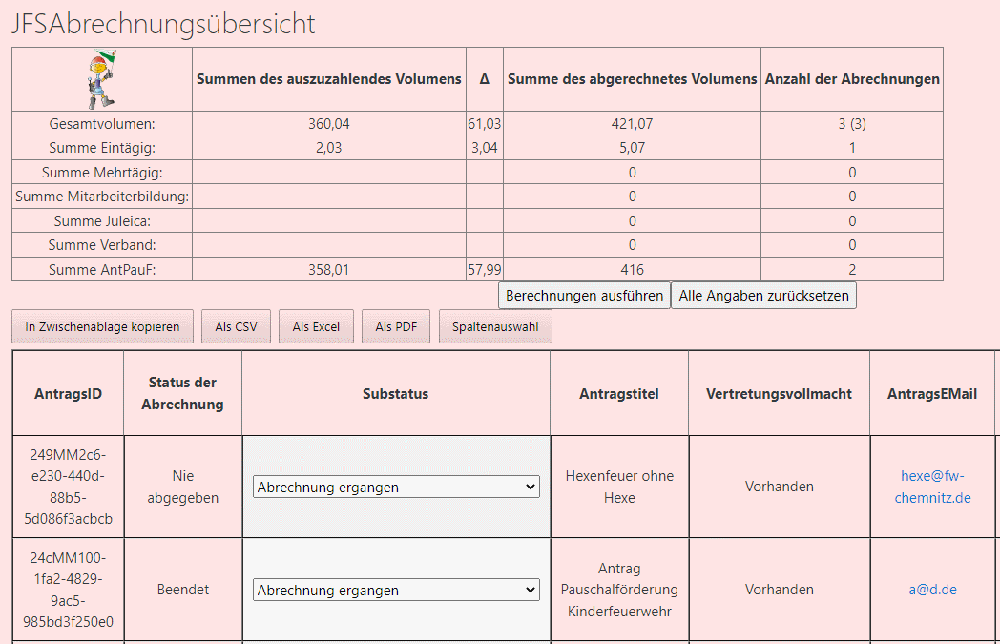 JFSAbrechnungsübersicht
Summen des auszuzahlendes Volumens Δ Summe des abgerechnetes Volumens Anzahl der Abrechnungen
Gesamtvolumen: 360,04 61,03 421,07 3 (3)
Summe Eintägig: 2,03 3,04 5,07 1
Summe Mehrtägig: 0 0
Summe Mitarbeiterbildung: 0 0
Summe Juleica: 0 0
Summe Verband: 0 0
Summe AntPauF: 358,01 57,99 416 2
Berechnungen ausführen Alle Angaben zurücksetzen
In Zwischenablage kopieren Als CSV Als Excel Als PDF Spaltenauswahl
AntragsID Status der Substatus Antragstitel Vertretungsvollmacht AntragsEMail
Abrechnung
249MM2c6-
e230-440d- Nie Abrechnung ergangen Hexenfeuer ohne Vorhanden hexe@fw-
88b5- abgegeben Hexe chemnitz.de
5d086f3acbcb
24cMM100- Antrag
1fa2-4829- Beendet Abrechnung ergangen Pauschalförderung Vorhanden a@d.de
9ac5- Kinderfeuerwehr
985bd3f250e0